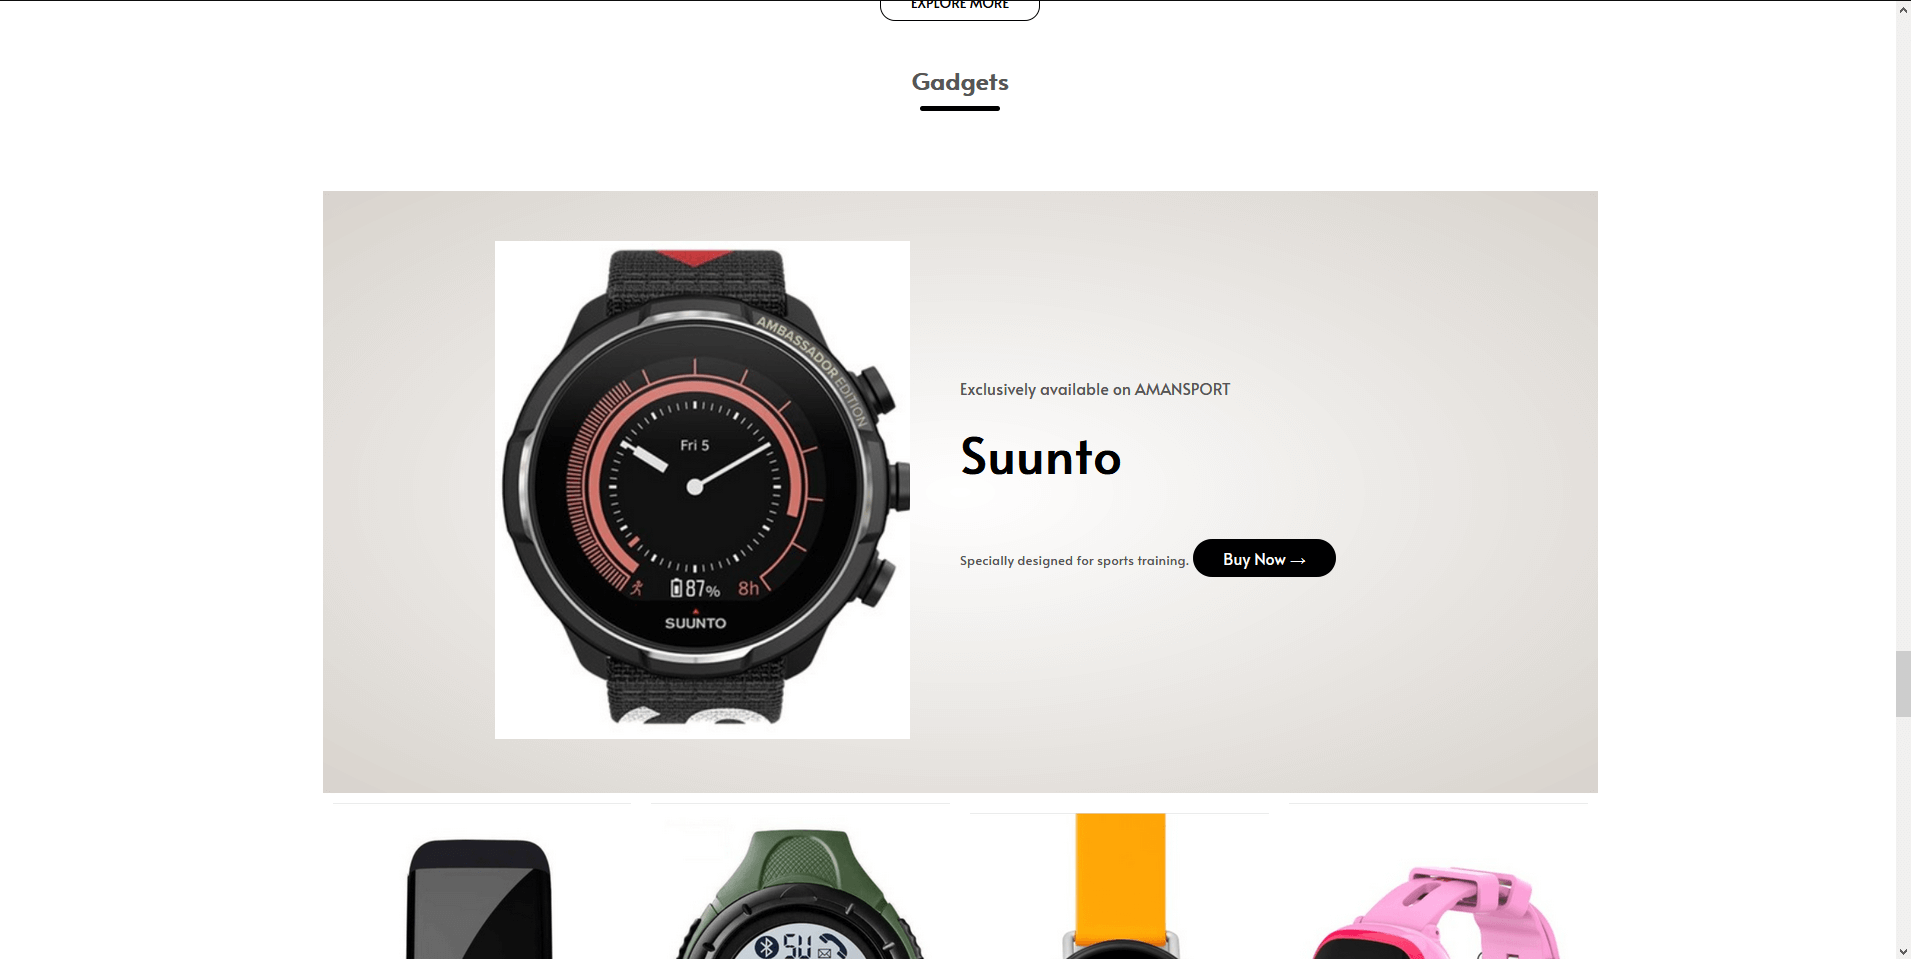 EXPLORE MORE
Gadgets
AMBASSADOR EDITION
Fri 5
87%
8h
SUUNTO
Exclusively available on AMANSPORT
Suunto
Specially designed for sports training.
Buy Now →
SU